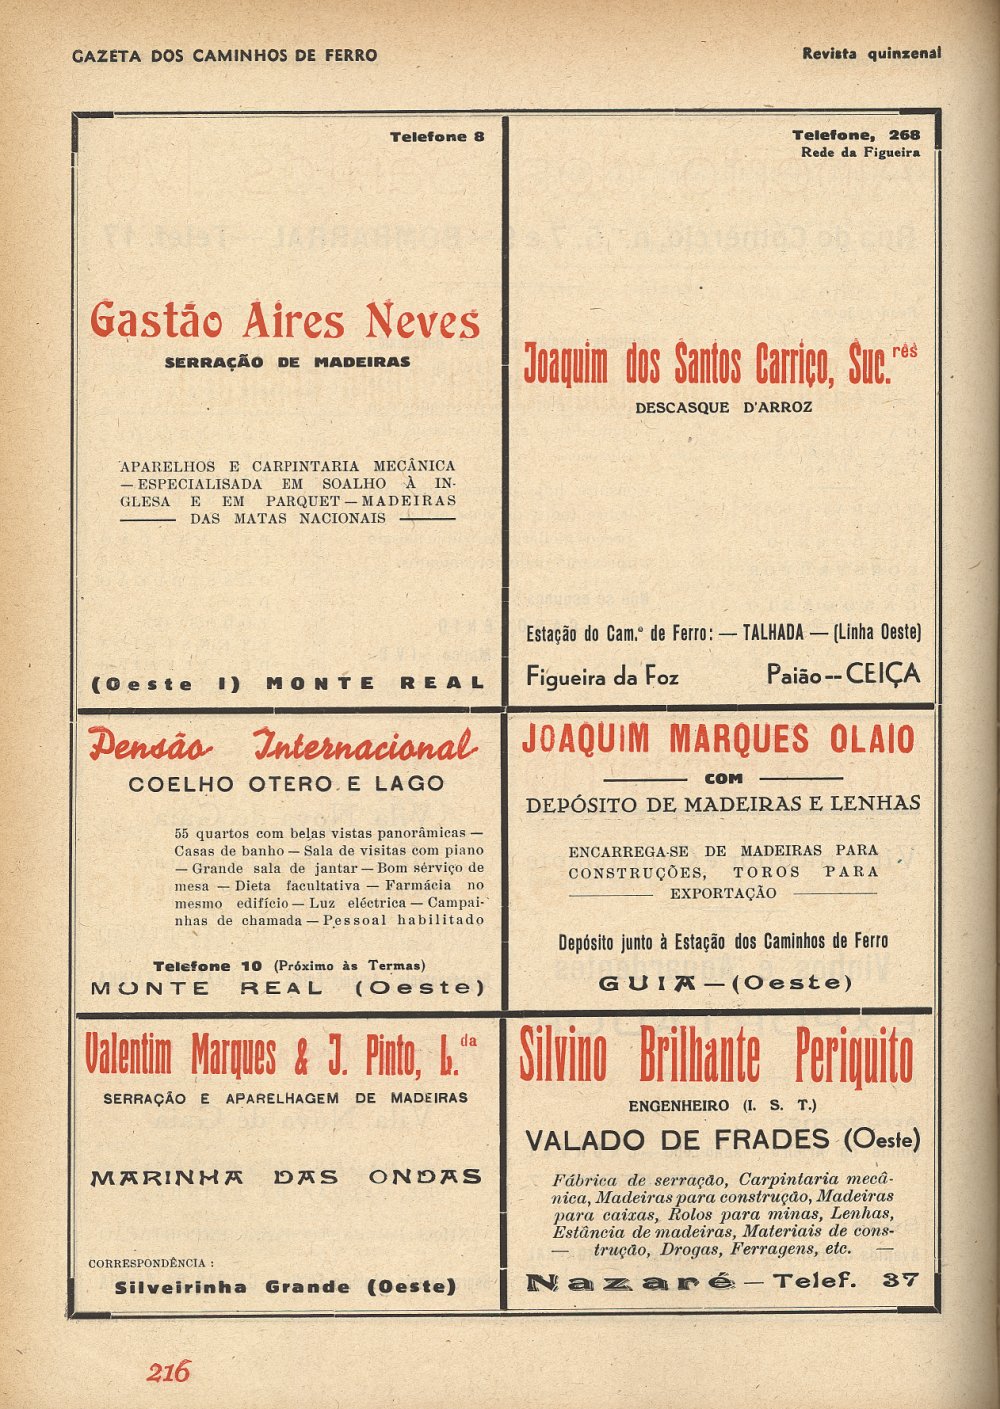 GAZETA DOS CAMINHOS DE FERRO
Revista quinzenal
Telefone 8
Gastão Aires Neves
SERRAÇÃO DE MADEIRAS
APARELHOS E CARPINTARIA MECÂNICA
— ESPECIALISADA EM SOALHO À IN-
GLESA E EM PARQUET — MADEIRAS
DAS MATAS NACIONAIS
(Oeste I) MONTE REAL
Telefone, 268
Rede da Figueira
Joaquim dos Santos Carriço, Suc.rês
DESCASQUE D'ARROZ
Estação do Cam.º de Ferro: — TALHADA — (Linha Oeste)
Figueira da Foz Paião -- CEIÇA
Pensão Internacional
COELHO OTERO E LAGO
55 quartos com belas vistas panorâmicas —
Casas de banho — Sala de visitas com piano
— Grande sala de jantar — Bom sérviço de
mesa — Dieta facultativa — Farmácia no
mesmo edifício — Luz eléctrica — Campaí-
nhas de chamada — Pessoal habilitado
Telefone 10 (Próximo às Termas)
MONTE REAL (Oeste)
JOAQUIM MARQUES OLAIO
COM
DEPÓSITO DE MADEIRAS E LENHAS
ENCARREGA-SE DE MADEIRAS PARA
CONSTRUÇÕES, TOROS PARA
EXPORTAÇÃO
Depósito junto à Estação dos Caminhos de Ferro
GUIA — (Oeste)
Valentim Marques & J. Pinto, L.da
SERRAÇÃO E APARELHAGEM DE MADEIRAS
MARINHA DAS ONDAS
CORRESPONDÊNCIA :
Silveirinha Grande (Oeste)
Silvino Brilhante Periquito
ENGENHEIRO (I. S. T.)
VALADO DE FRADES (Oeste)
Fábrica de serração, Carpintaria mecâ-
nica, Madeiras para construção, Madeiras
para caixas, Rolos para minas, Lenhas,
Estância de madeiras, Materiais de cons-
— trução, Drogas, Ferragens, etc. —
Nazaré — Telef. 37
216